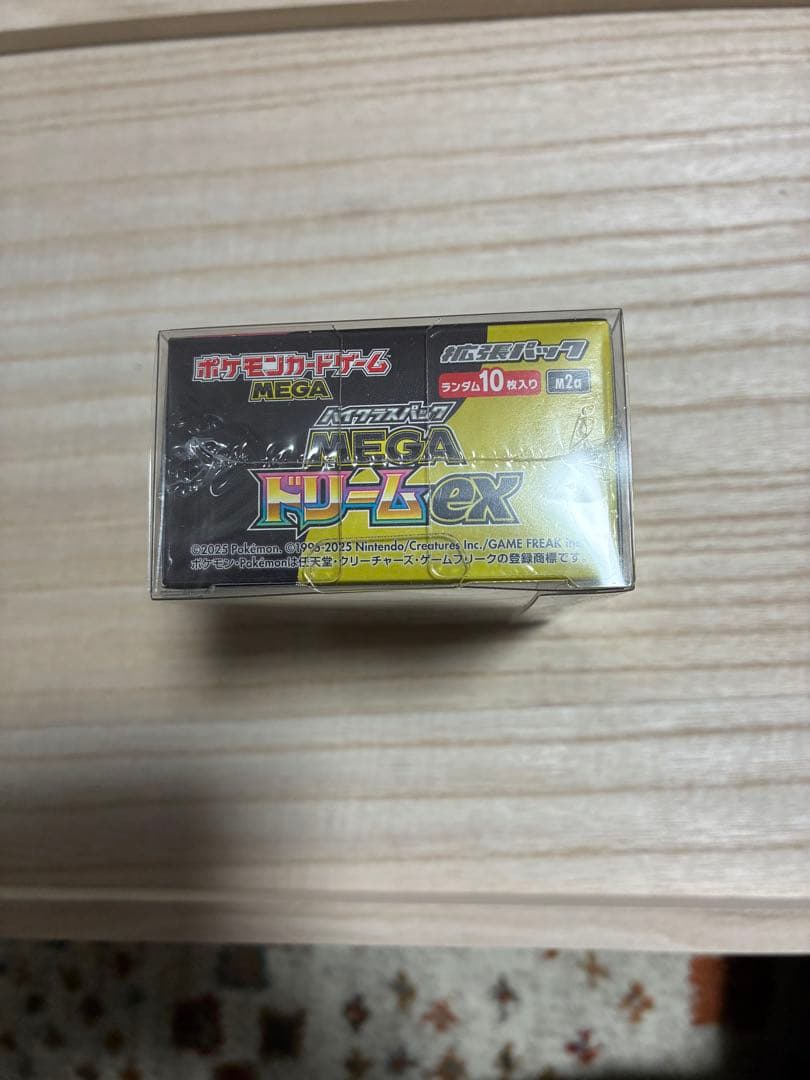 ポケモンカードゲーム
MEGA
拡張パック
ランダム10枚入り M2a
ハイクラスパック
MEGA
ドリームex
©2025 Pokémon. ©1995-2025 Nintendo/Creatures Inc./GAME FREAK inc.
ポケモン・Pokémonは任天堂・クリーチャーズ・ゲームフリークの登録商標です。